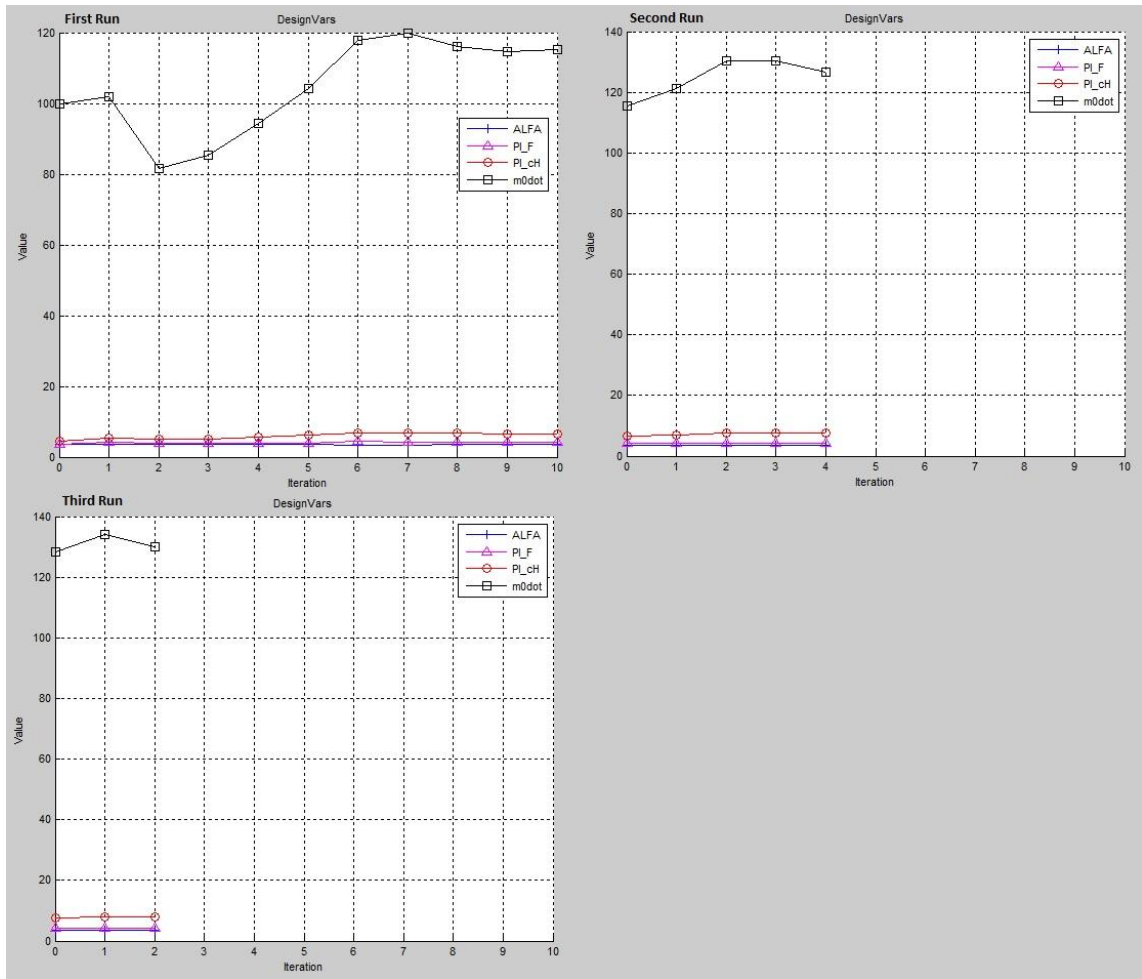 First Run
DesignVars
120
100
80
60
40
20
0
Value
0 1 2 3 4 5 6 7 8 9 10
Iteration
ALFA
PI_F
PI_cH
m0dot
Second Run
DesignVars
140
120
100
80
60
40
20
0
Value
0 1 2 3 4 5 6 7 8 9 10
Iteration
ALFA
PI_F
PI_cH
m0dot
Third Run
DesignVars
140
120
100
80
60
40
20
0
Value
0 1 2 3 4 5 6 7 8 9 10
Iteration
ALFA
PI_F
PI_cH
m0dot